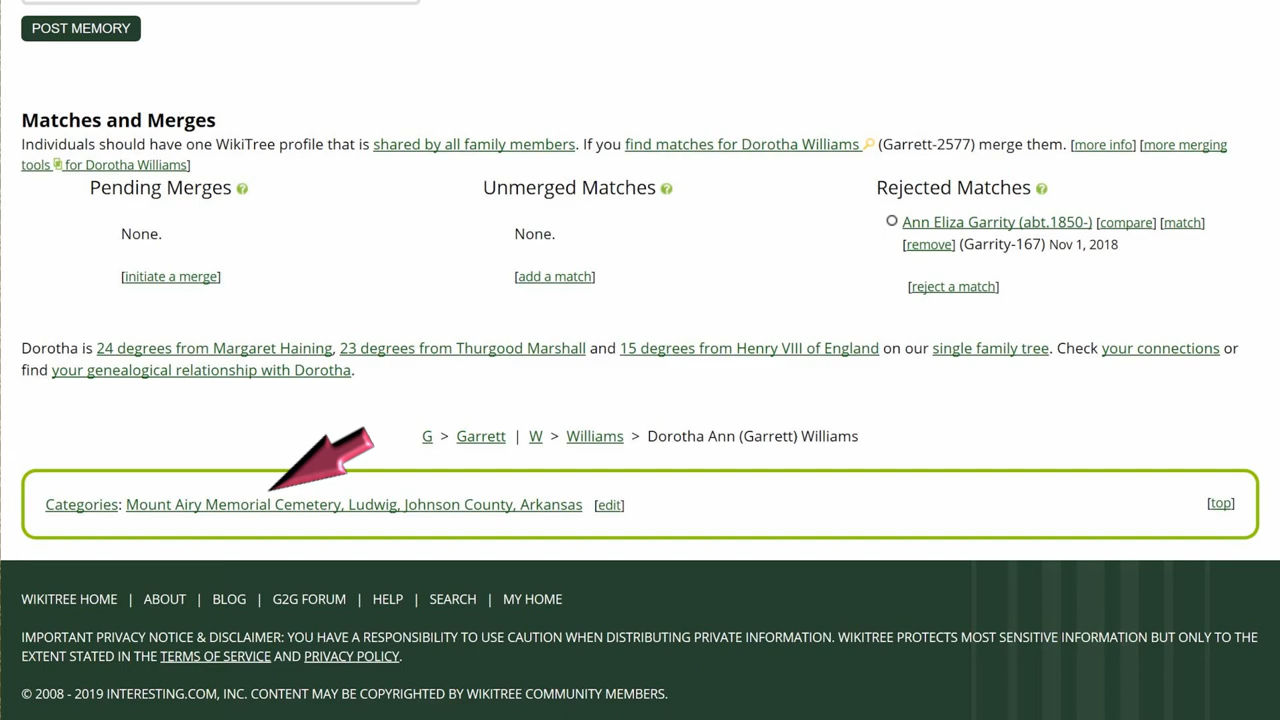 POST MEMORY
Matches and Merges
Individuals should have one WikiTree profile that is shared by all family members. If you find matches for Dorotha Williams (Garrett-2577) merge them. [more info] [more merging
tools for Dorotha Williams]
Pending Merges ?
None.
[initiate a merge]
Unmerged Matches ?
None.
[add a match]
Rejected Matches ?
Ann Eliza Garrity (abt.1850-) [compare] [match]
[remove] (Garrity-167) Nov 1, 2018
[reject a match]
Dorotha is 24 degrees from Margaret Haining, 23 degrees from Thurgood Marshall and 15 degrees from Henry VIII of England on our single family tree. Check your connections or
find your genealogical relationship with Dorotha.
G > Garrett | W > Williams > Dorotha Ann (Garrett) Williams
Categories: Mount Airy Memorial Cemetery, Ludwig, Johnson County, Arkansas [edit] [top]
WIKITREE HOME | ABOUT | BLOG | G2G FORUM | HELP | SEARCH | MY HOME
IMPORTANT PRIVACY NOTICE & DISCLAIMER: YOU HAVE A RESPONSIBILITY TO USE CAUTION WHEN DISTRIBUTING PRIVATE INFORMATION. WIKITREE PROTECTS MOST SENSITIVE INFORMATION BUT ONLY TO THE
EXTENT STATED IN THE TERMS OF SERVICE AND PRIVACY POLICY.
© 2008 - 2019 INTERESTING.COM, INC. CONTENT MAY BE COPYRIGHTED BY WIKITREE COMMUNITY MEMBERS.